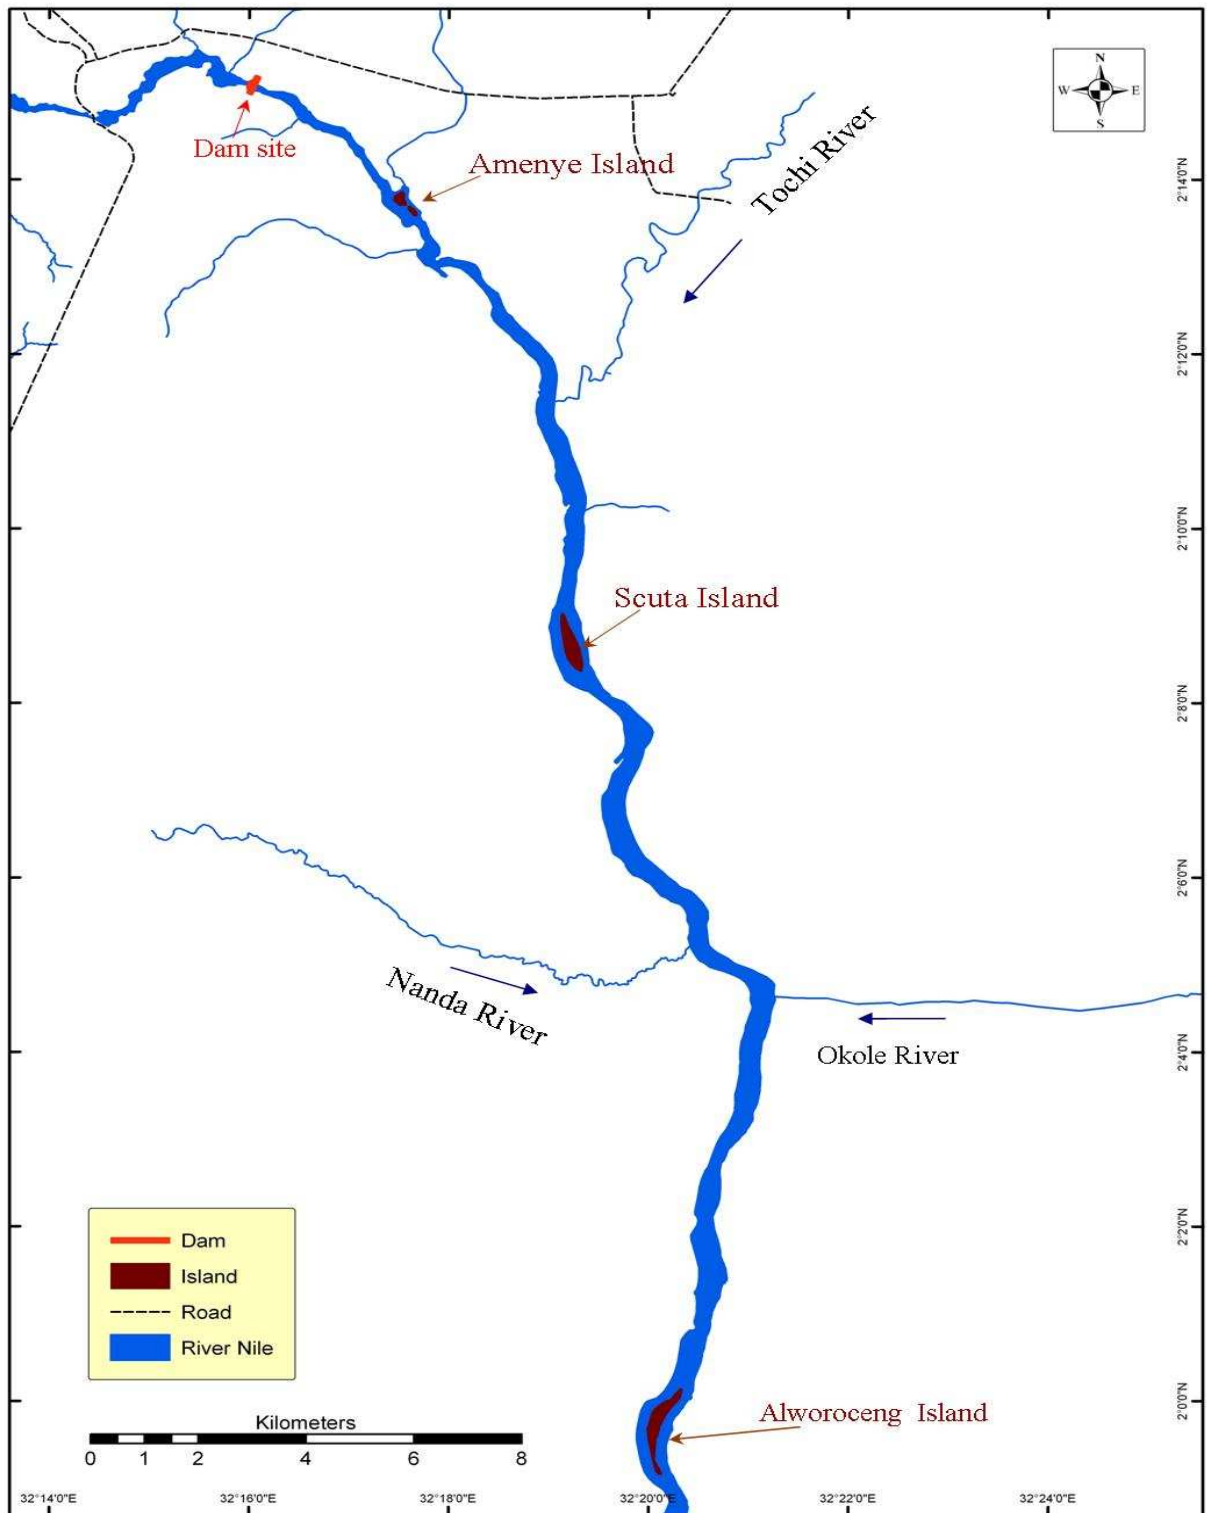 N
W E
S
Dam site
Amenye Island
Tochi River
2°14'0"N
2°12'0"N
2°10'0"N
Scuta Island
2°8'0"N
2°6'0"N
Nanda River
Okole River
2°4'0"N
2°2'0"N
Dam
Island
Road
River Nile
2°0'0"N
Alworoceng Island
Kilometers
0 1 2 4 6 8
32°14'0"E 32°16'0"E 32°18'0"E 32°20'0"E 32°22'0"E 32°24'0"E